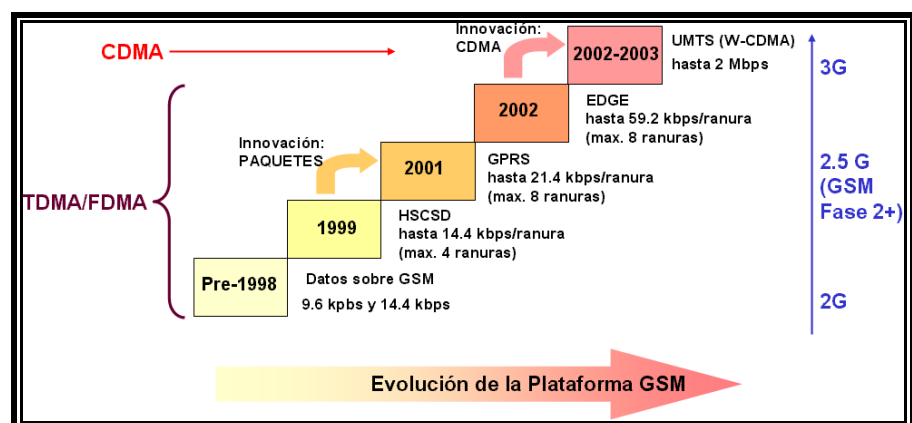 CDMA
Innovación:
CDMA
2002-2003
UMTS (W-CDMA)
hasta 2 Mbps
3G
2002
EDGE
hasta 59.2 kbps/ranura
(max. 8 ranuras)
Innovación:
PAQUETES
2001
GPRS
hasta 21.4 kbps/ranura
(max. 8 ranuras)
2.5 G
(GSM
Fase 2+)
TDMA/FDMA
1999
HSCSD
hasta 14.4 kbps/ranura
(max. 4 ranuras)
Pre-1998
Datos sobre GSM
9.6 kpbs y 14.4 kbps
2G
Evolución de la Plataforma GSM